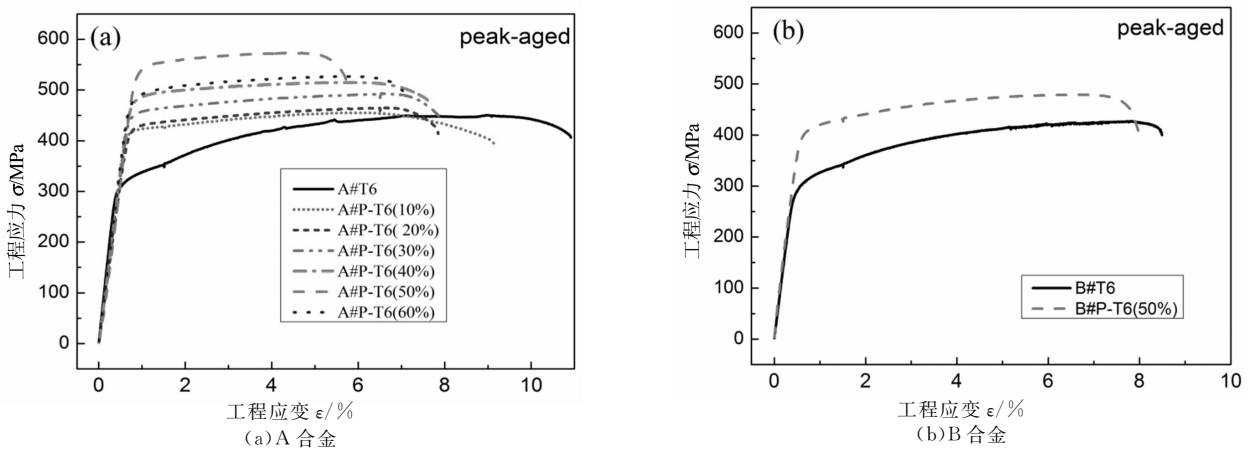 (a)
peak-aged
600
500
400
300
200
100
0
工程应力 σ/MPa
A#T6
A#P-T6(10%)
A#P-T6( 20%)
A#P-T6(30%)
A#P-T6(40%)
A#P-T6(50%)
A#P-T6(60%)
0 2 4 6 8 10
工程应变 ε/%
(a)A 合金
(b)
peak-aged
600
500
400
300
200
100
0
工程应力 σ/MPa
B#T6
B#P-T6(50%)
0 2 4 6 8 10
工程应变 ε/%
(b)B 合金